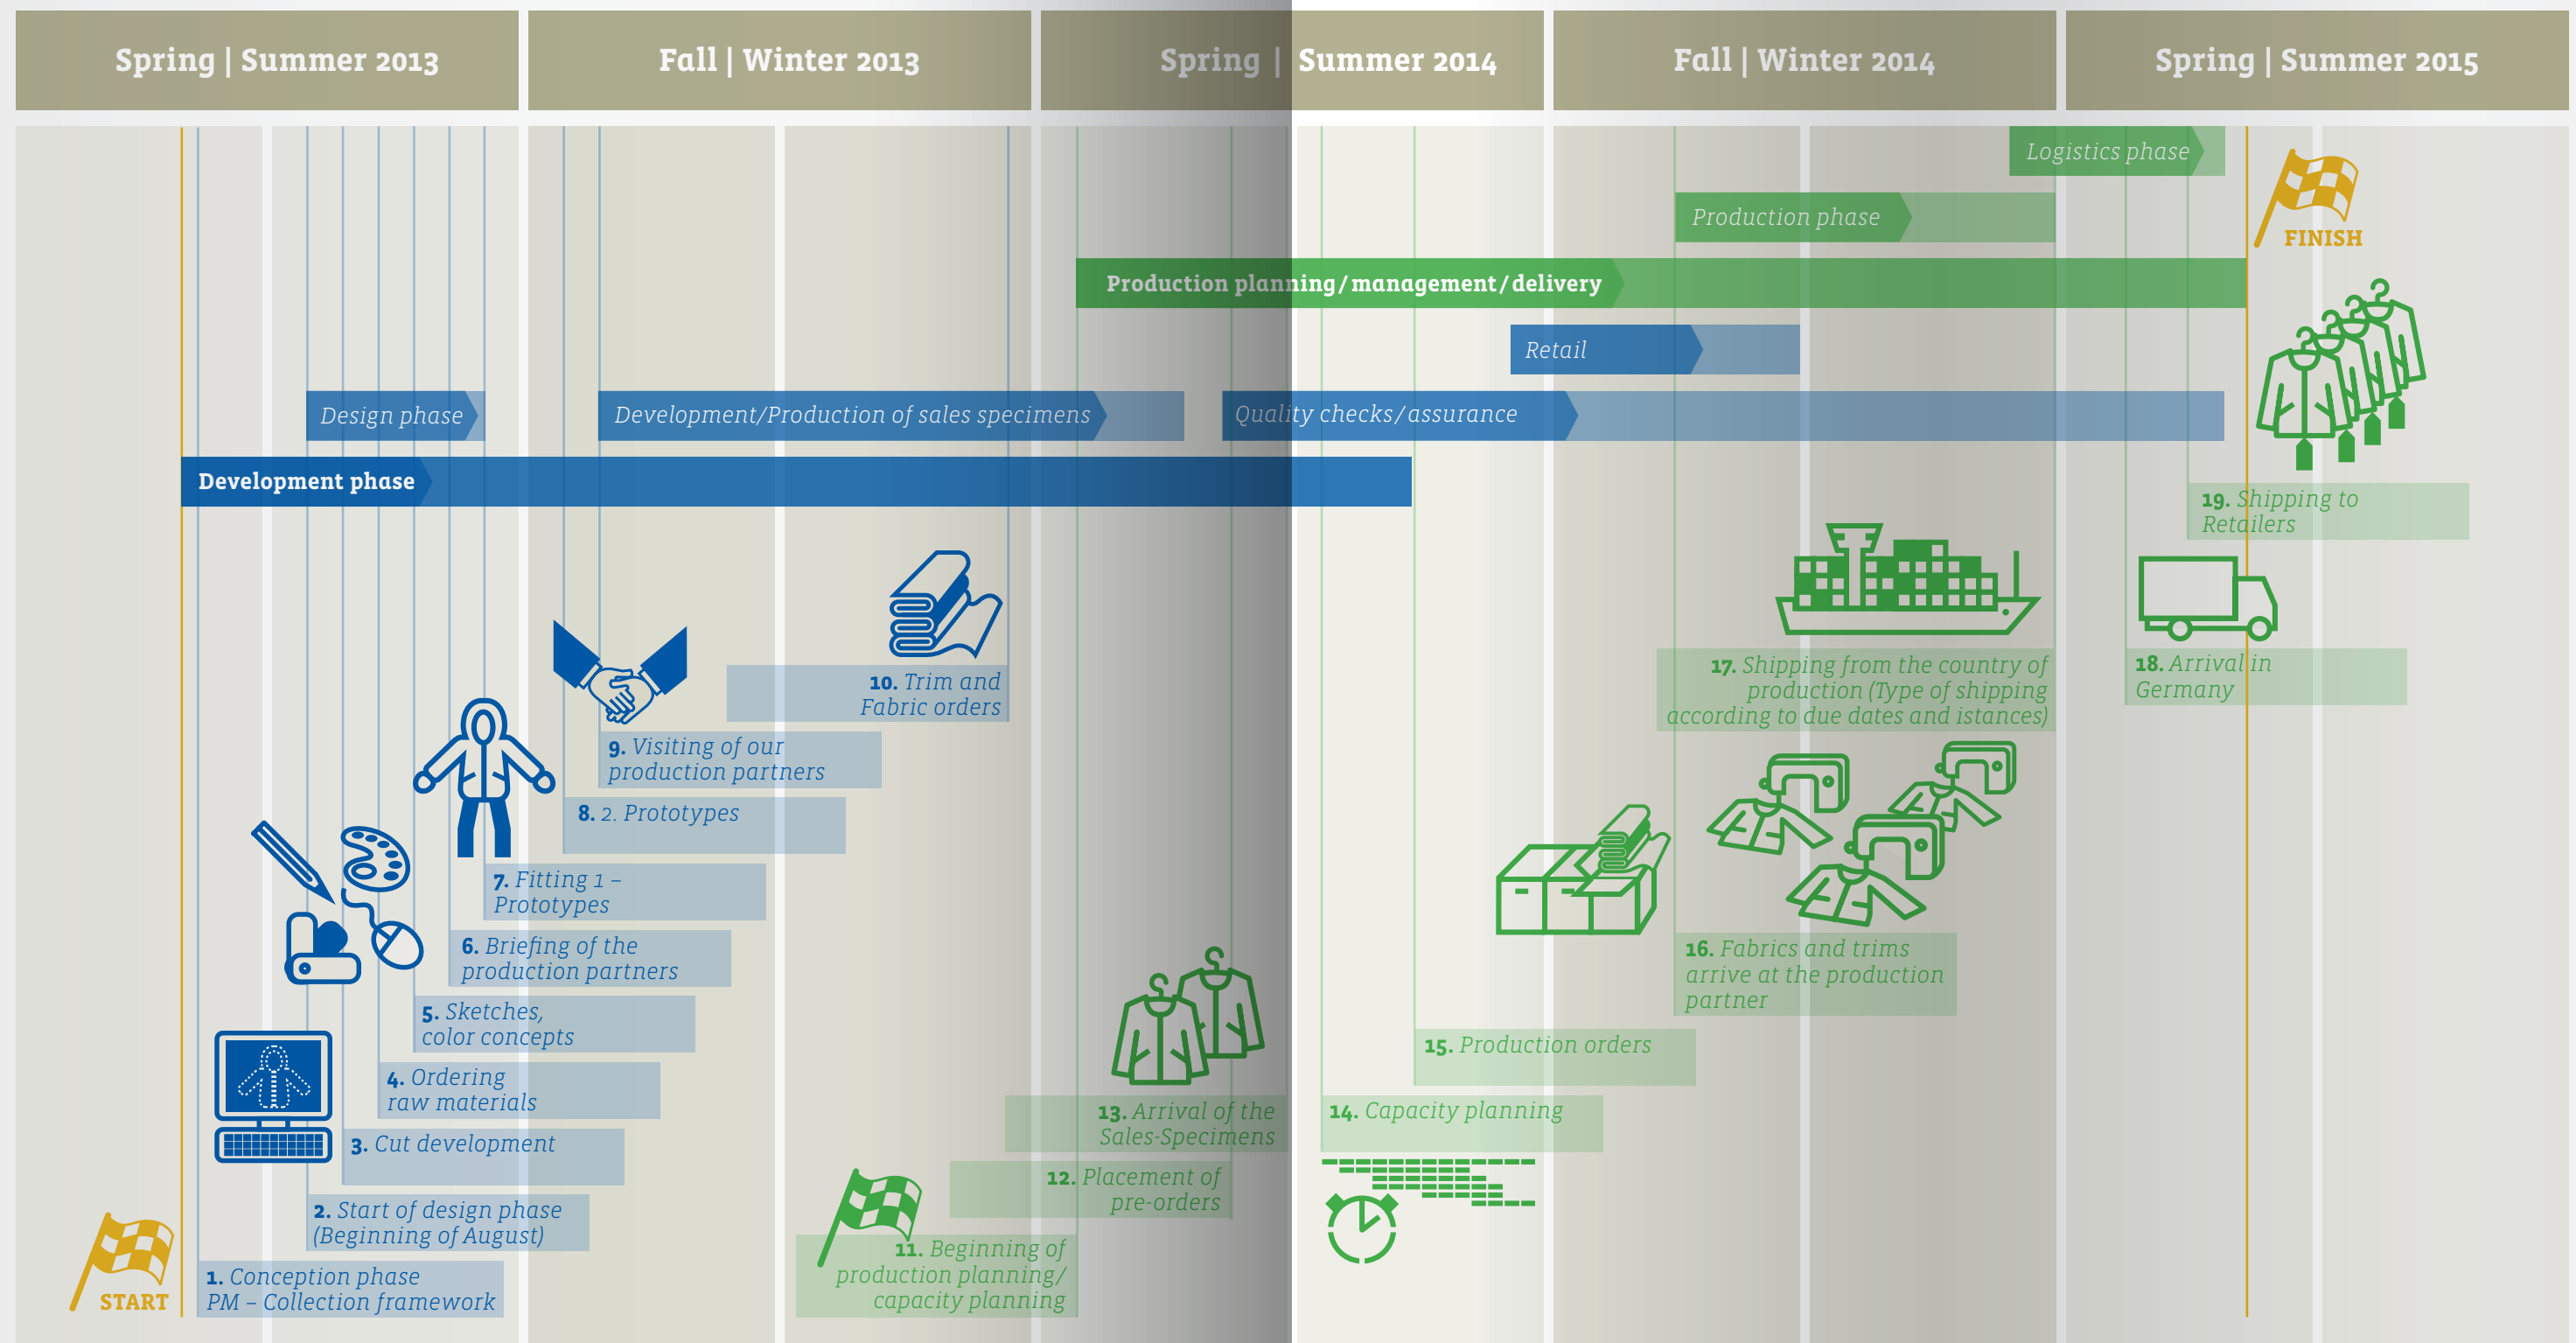 Spring | Summer 2013
Fall | Winter 2013
Spring | Summer 2014
Fall | Winter 2014
Spring | Summer 2015
Logistics phase
Production phase
FINISH
Production planning/management/delivery
Retail
Design phase
Development/Production of sales specimens
Quality checks/assurance
Development phase
19. Shipping to
Retailers
10. Trim and
Fabric orders
17. Shipping from the country of
production (Type of shipping
according to due dates and istances)
18. Arrival in
Germany
9. Visiting of our
production partners
8. 2. Prototypes
7. Fitting 1 –
Prototypes
6. Briefing of the
production partners
16. Fabrics and trims
arrive at the production
partner
5. Sketches,
color concepts
15. Production orders
4. Ordering
raw materials
13. Arrival of the
Sales-Specimens
14. Capacity planning
3. Cut development
12. Placement of
pre-orders
2. Start of design phase
(Beginning of August)
11. Beginning of
production planning/
capacity planning
1. Conception phase
PM – Collection framework
START